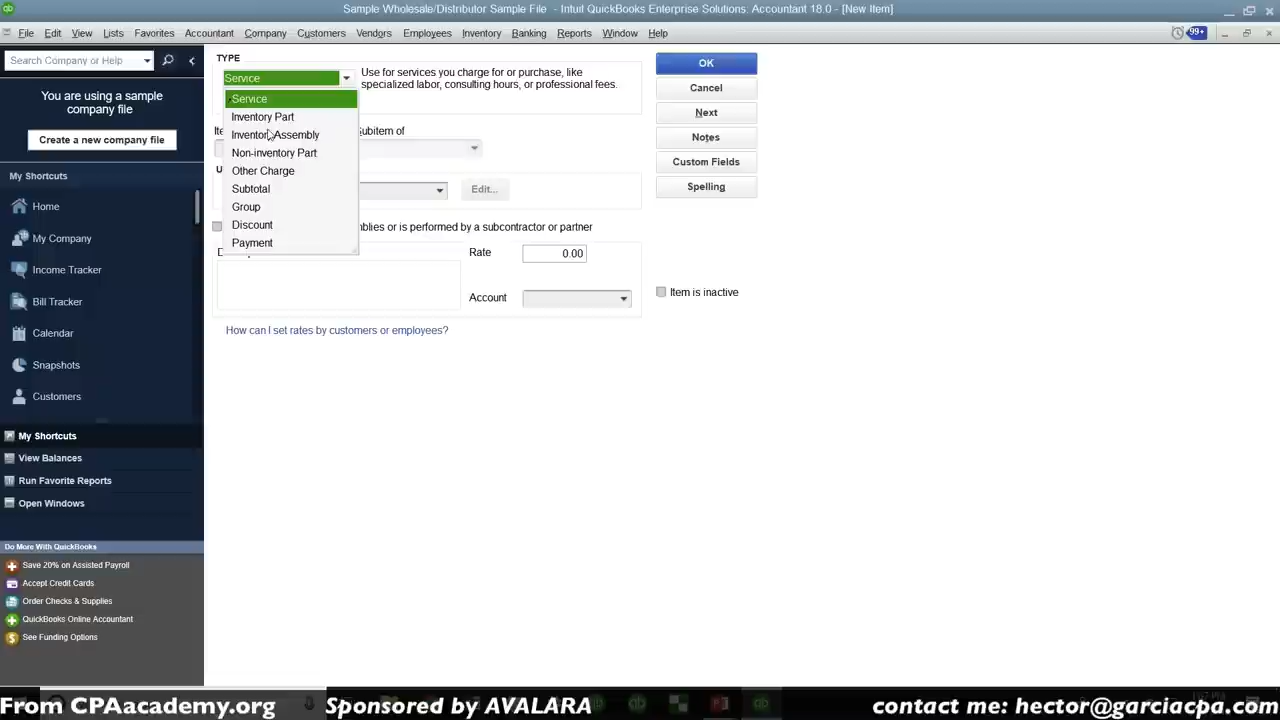 Sample Wholesale/Distributor Sample File - Intuit QuickBooks Enterprise Solutions: Accountant 18.0 - [New Item]
File Edit View Lists Favorites Accountant Company Customers Vendors Employees Inventory Banking Reports Window Help
99+
Search Company or Help
You are using a sample
company file
Create a new company file
My Shortcuts
Home
My Company
Income Tracker
Bill Tracker
Calendar
Snapshots
Customers
My Shortcuts
View Balances
Run Favorite Reports
Open Windows
Do More With QuickBooks
Save 20% on Assisted Payroll
Accept Credit Cards
Order Checks & Supplies
QuickBooks Online Accountant
See Funding Options
TYPE
Service
Use for services you charge for or purchase, like
specialized labor, consulting hours, or professional fees.
Service
Inventory Part
Inventory Assembly
Non-inventory Part
Other Charge
Subtotal
Group
Discount
Payment
Subitem of
Edit...
or is performed by a subcontractor or partner
Rate 0.00
Account
How can I set rates by customers or employees?
OK
Cancel
Next
Notes
Custom Fields
Spelling
Item is inactive
From CPAacademy.org Sponsored by AVALARA contact me: hector@garciacpa.com